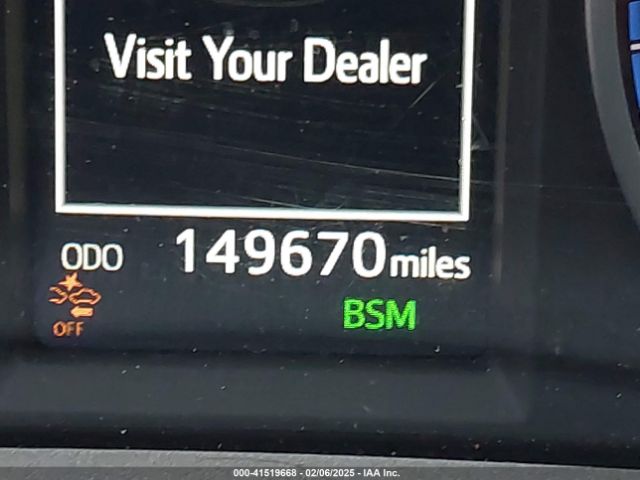 Visit Your Dealer
ODO 149670 miles
OFF
BSM
000-41519668 - 02/06/2025 - IAA Inc.